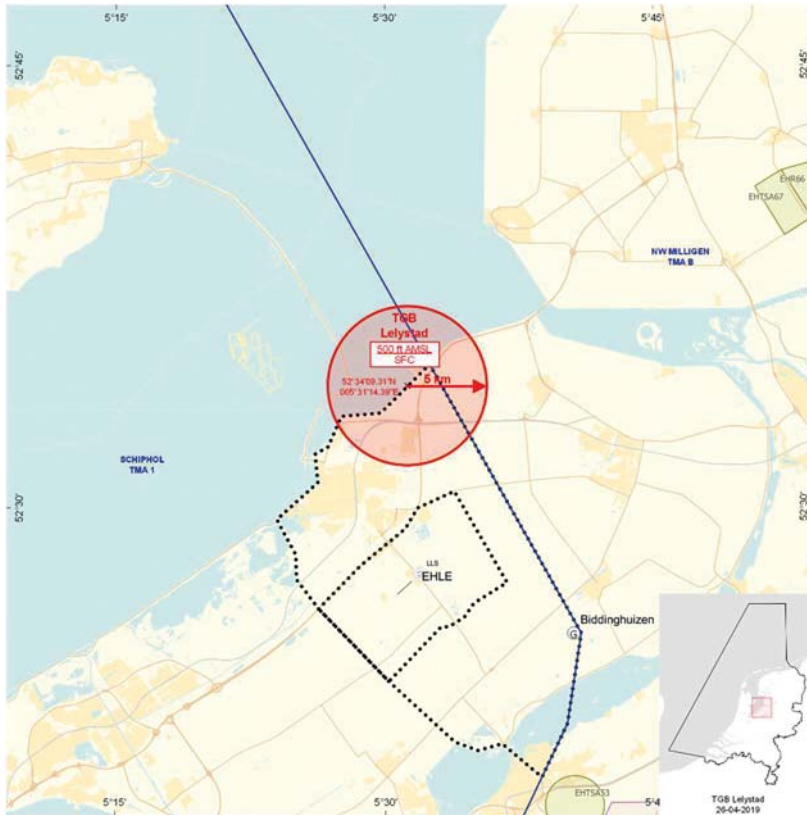 5°15' 5°30' 5°45'
52°45'
52°45'
EHR66
EHTSA67
NW MILLIGEN
TMA B
TGB
Lelystad
500 ft AMSL
SFC
52°34'09.31"N
005°31'14.39"E
5 km
SCHIPHOL
TMA 1
52°30'
52°30'
LLS
EHLE
Biddinghuizen
G
EHTSA53
5°15' 5°30'
TGB Lelystad
26-04-2019